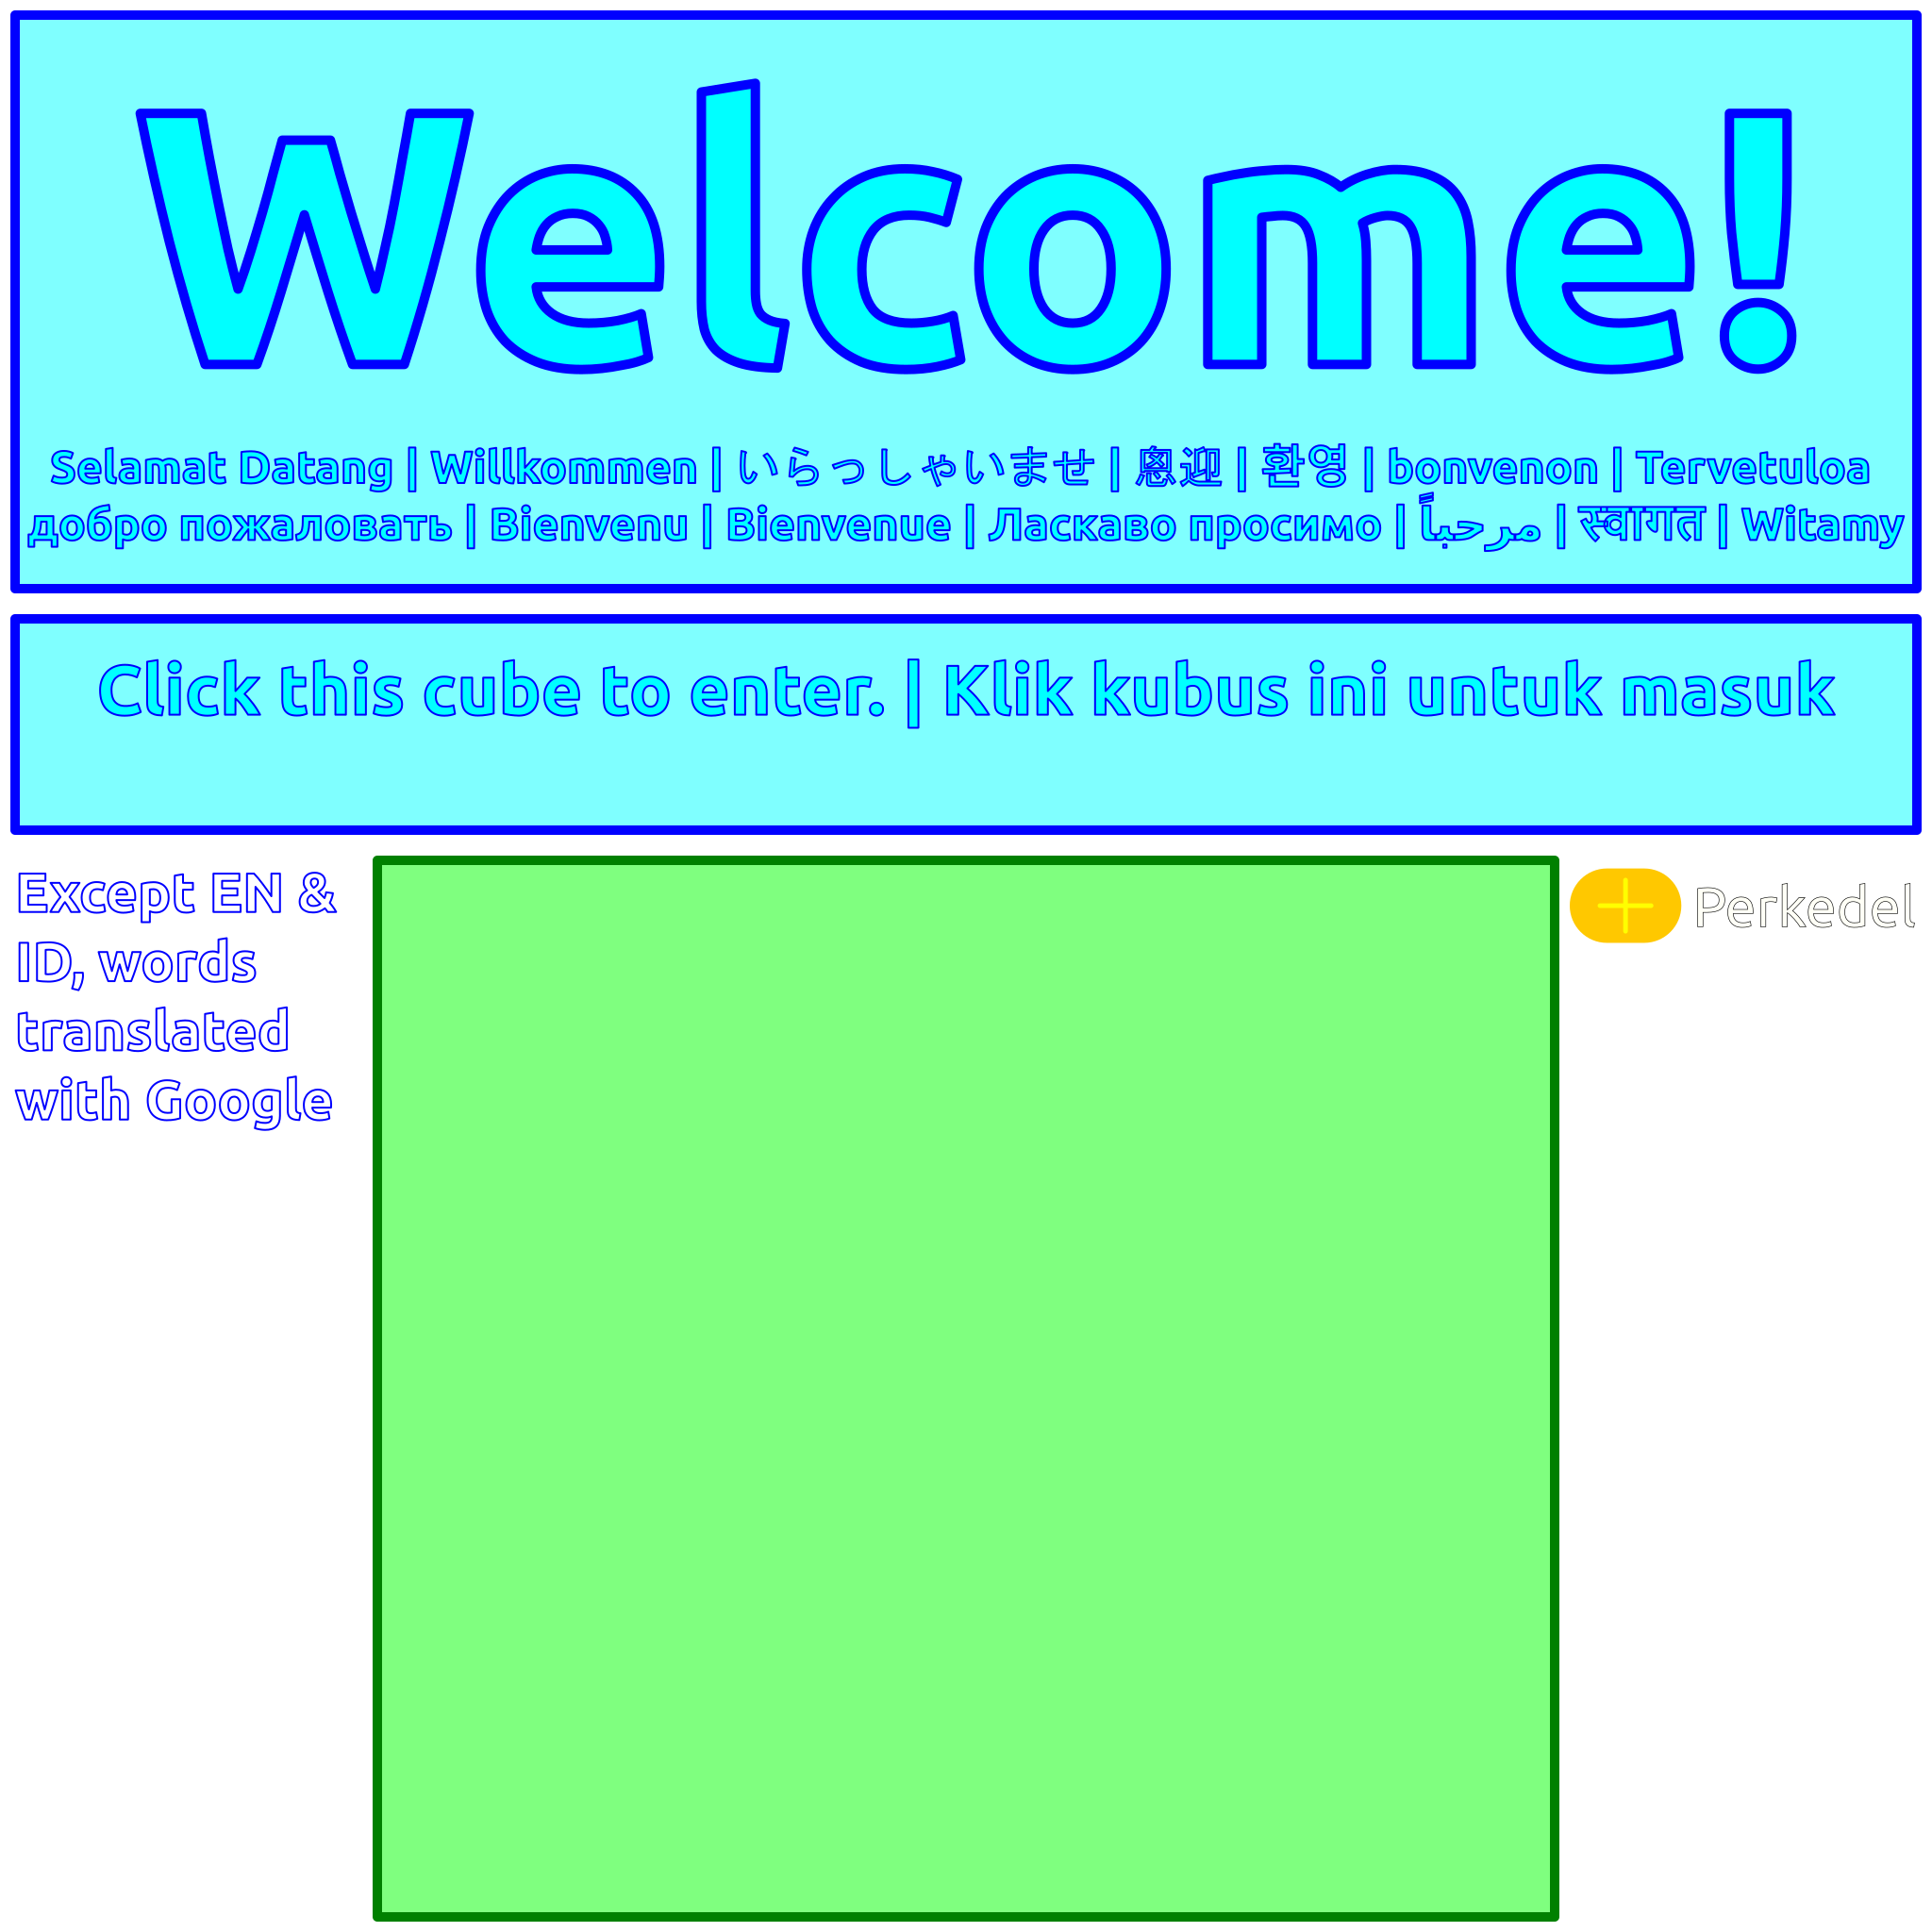 Welcome!
Selamat Datang | Willkommen | いらっしゃいませ | 恩迎 | 환영 | bonvenon | Tervetuloa
добро пожаловать | Bienvenu | Bienvenue | Ласкаво просимо | مرحباً | स्वागत | Witamy
Click this cube to enter. | Klik kubus ini untuk masuk
Except EN &
ID, words
translated
with Google
Perkedel